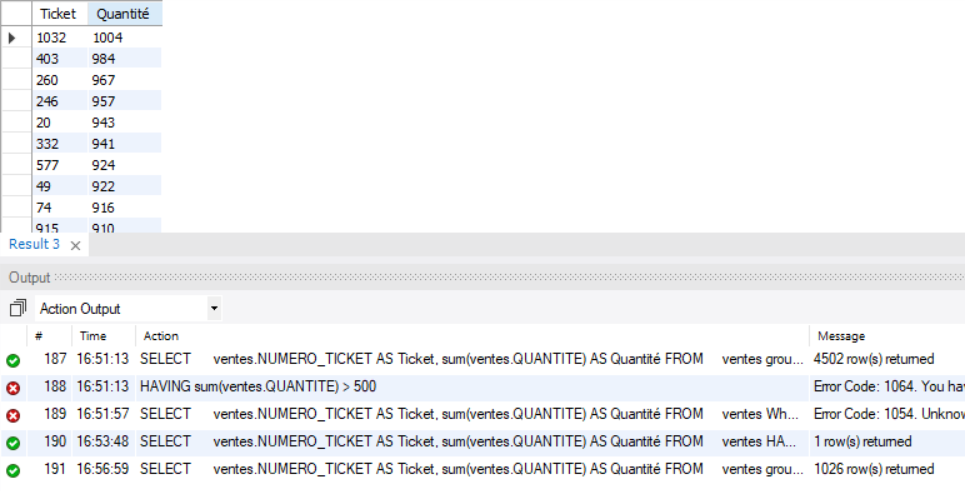 Ticket Quantité
1032 1004
403 984
260 967
246 957
20 943
332 941
577 924
49 922
74 916
915 910
Result 3
Output
Action Output
# Time Action Message
187 16:51:13 SELECT ventes.NUMERO_TICKET AS Ticket, sum(ventes.QUANTITE) AS Quantité FROM ventes grou... 4502 row(s) returned
188 16:51:13 HAVING sum(ventes.QUANTITE) > 500 Error Code: 1064. You hav
189 16:51:57 SELECT ventes.NUMERO_TICKET AS Ticket, sum(ventes.QUANTITE) AS Quantité FROM ventes Wh... Error Code: 1054. Unknow
190 16:53:48 SELECT ventes.NUMERO_TICKET AS Ticket, sum(ventes.QUANTITE) AS Quantité FROM ventes HA... 1 row(s) returned
191 16:56:59 SELECT ventes.NUMERO_TICKET AS Ticket, sum(ventes.QUANTITE) AS Quantité FROM ventes grou... 1026 row(s) returned